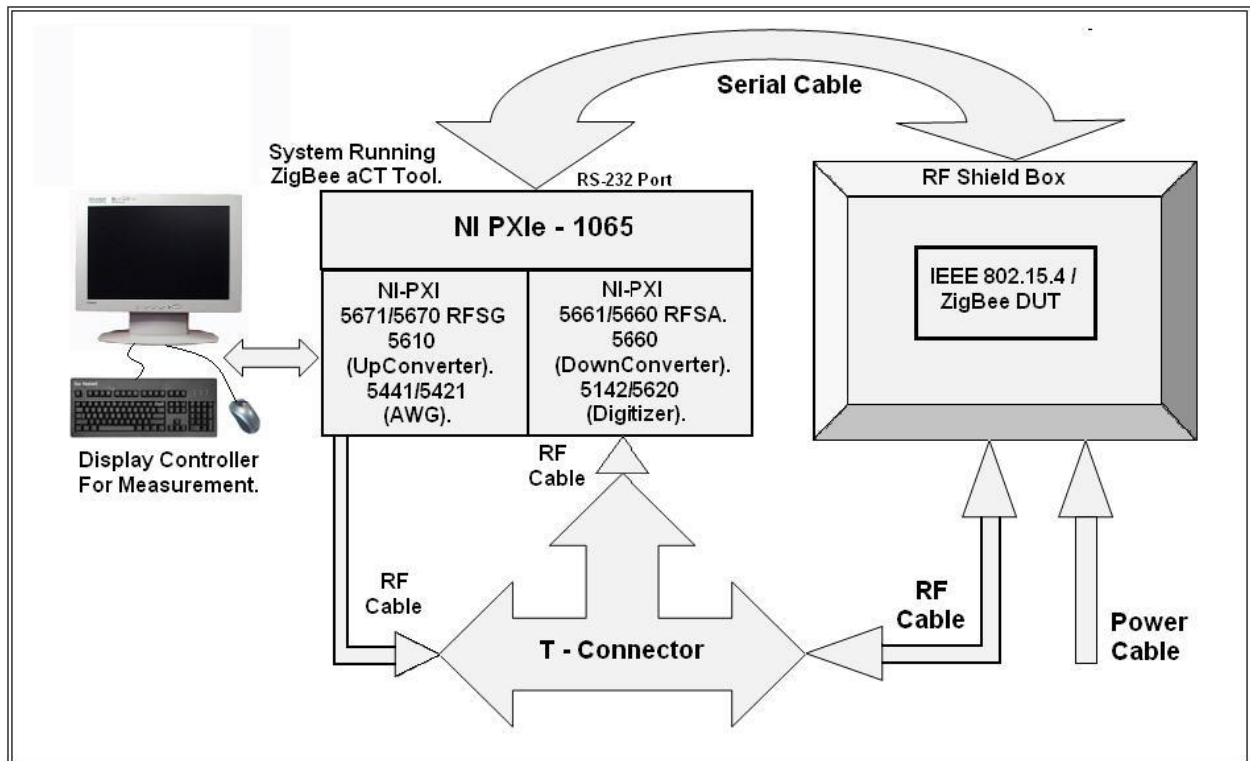 Serial Cable
System Running
ZigBee aCT Tool.
RS-232 Port
NI PXIe - 1065
NI-PXI
5671/5670 RFSG
5610
(UpConverter).
5441/5421
(AWG).
NI-PXI
5661/5660 RFSA.
5660
(DownConverter).
5142/5620
(Digitizer).
RF Shield Box
IEEE 802.15.4 /
ZigBee DUT
Display Controller
For Measurement.
RF
Cable
RF
Cable
T - Connector
RF
Cable
Power
Cable